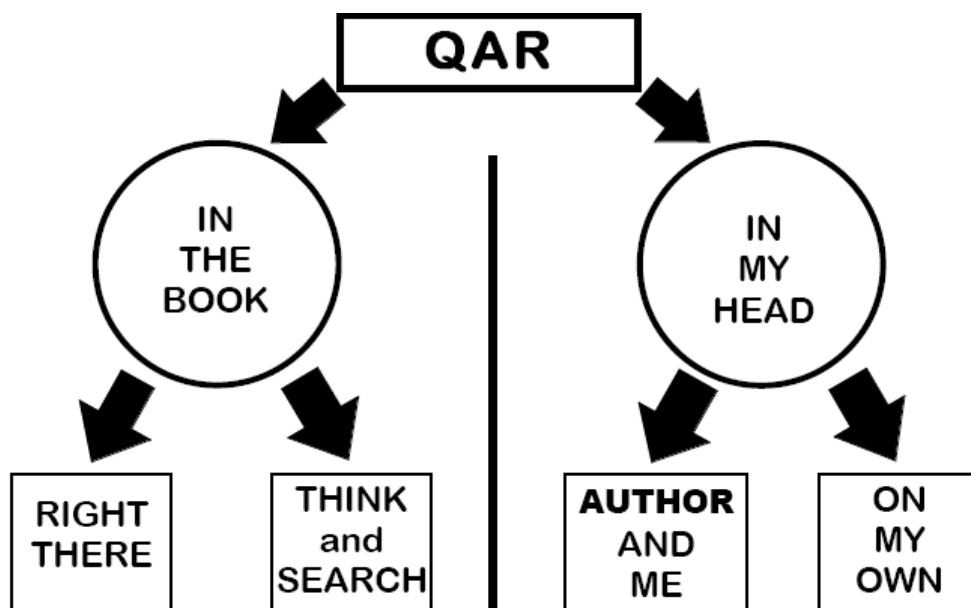 QAR
IN
THE
BOOK
IN
MY
HEAD
RIGHT
THERE
THINK
and
SEARCH
AUTHOR
AND
ME
ON
MY
OWN